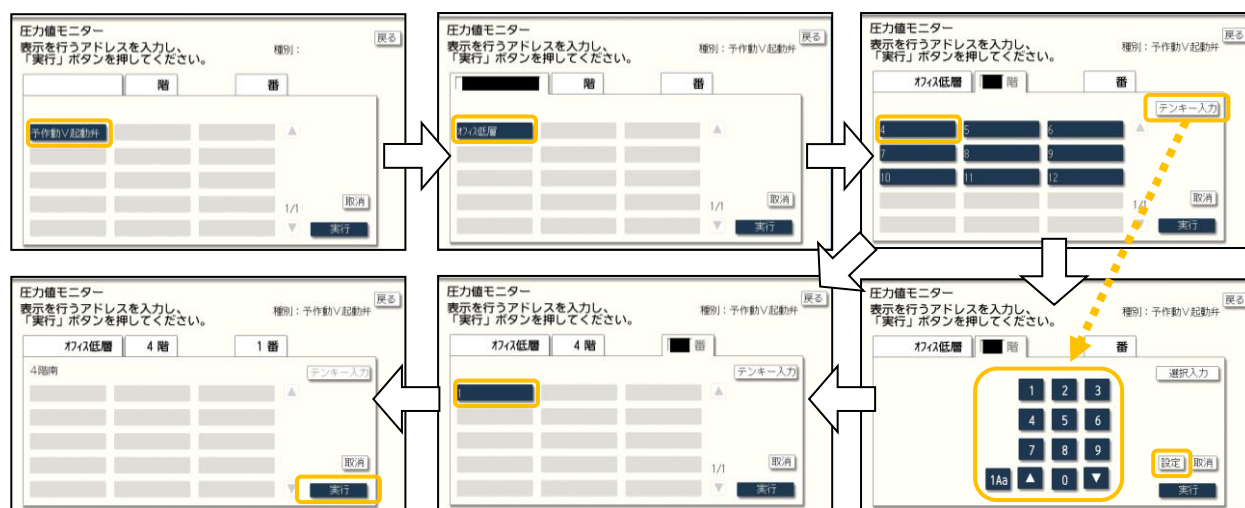 圧力値モニター
表示を行うアドレスを入力し、
「実行」ボタンを押してください。
種別：
戻る
階
番
予作動V起動弁
1/1
取消
実行
圧力値モニター
表示を行うアドレスを入力し、
「実行」ボタンを押してください。
種別：予作動V起動弁
戻る
階
番
オフィス低層
1/1
取消
実行
圧力値モニター
表示を行うアドレスを入力し、
「実行」ボタンを押してください。
種別：予作動V起動弁
戻る
オフィス低層
階
番
テンキー入力
4 5 6
7 8 9
10 11 12
1/1
取消
実行
圧力値モニター
表示を行うアドレスを入力し、
「実行」ボタンを押してください。
種別：予作動V起動弁
戻る
オフィス低層
4 階
1 番
4階南
テンキー入力
取消
実行
圧力値モニター
表示を行うアドレスを入力し、
「実行」ボタンを押してください。
種別：予作動V起動弁
戻る
オフィス低層
4 階
番
テンキー入力
1
1/1
取消
実行
圧力値モニター
表示を行うアドレスを入力し、
「実行」ボタンを押してください。
種別：予作動V起動弁
戻る
オフィス低層
階
番
選択入力
1 2 3
4 5 6
7 8 9
1Aa ▲ 0 ▼
設定
取消
実行